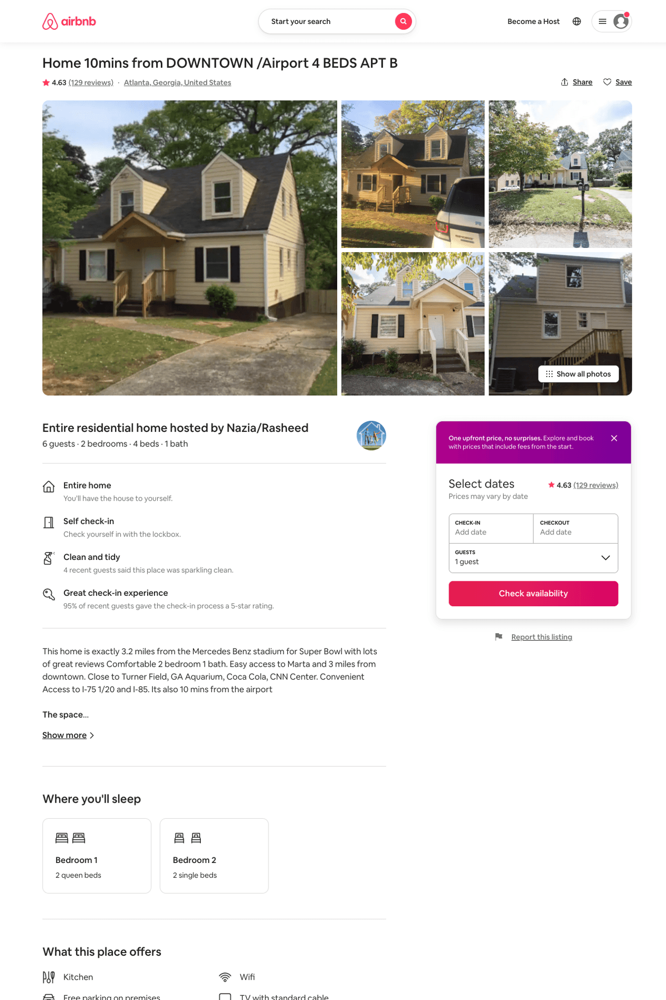 airbnb
Start your search
Become a Host
Home 10mins from DOWNTOWN /Airport 4 BEDS APT B
4.63 (129 reviews) · Atlanta, Georgia, United States
Share
Save
SPORT
Show all photos
Entire residential home hosted by Nazia/Rasheed
6 guests · 2 bedrooms · 4 beds · 1 bath
Entire home
You'll have the house to yourself.
Self check-in
Check yourself in with the lockbox.
Clean and tidy
4 recent guests said this place was sparkling clean.
Great check-in experience
95% of recent guests gave the check-in process a 5-star rating.
One upfront price, no surprises. Explore and book
with prices that include fees from the start.
Select dates
4.63 (129 reviews)
Prices may vary by date
CHECK-IN
Add date
CHECKOUT
Add date
GUESTS
1 guest
Check availability
Report this listing
This home is exactly 3.2 miles from the Mercedes Benz stadium for Super Bowl with lots
of great reviews Comfortable 2 bedroom 1 bath. Easy access to Marta and 3 miles from
downtown. Close to Turner Field, GA Aquarium, Coca Cola, CNN Center. Convenient
Access to I-75 1/20 and I-85. Its also 10 mins from the airport
The space...
Show more
Where you'll sleep
Bedroom 1
2 queen beds
Bedroom 2
2 single beds
What this place offers
Kitchen
Wifi
Free parking on premises
TV with standard cable